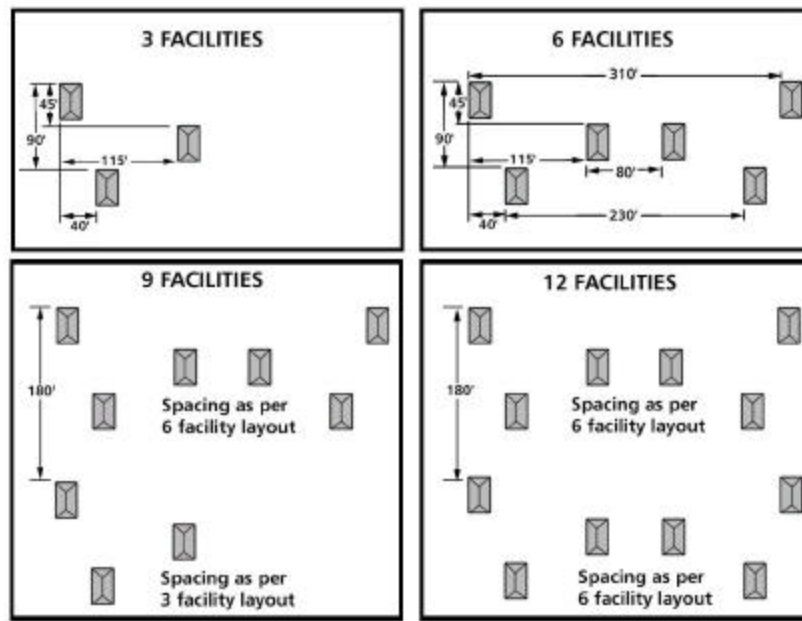 3 FACILITIES
45'
90'
115'
40'
6 FACILITIES
310'
45'
90'
115'
80'
230'
40'
9 FACILITIES
180'
Spacing as per
6 facility layout
Spacing as per
3 facility layout
12 FACILITIES
180'
Spacing as per
6 facility layout
Spacing as per
6 facility layout